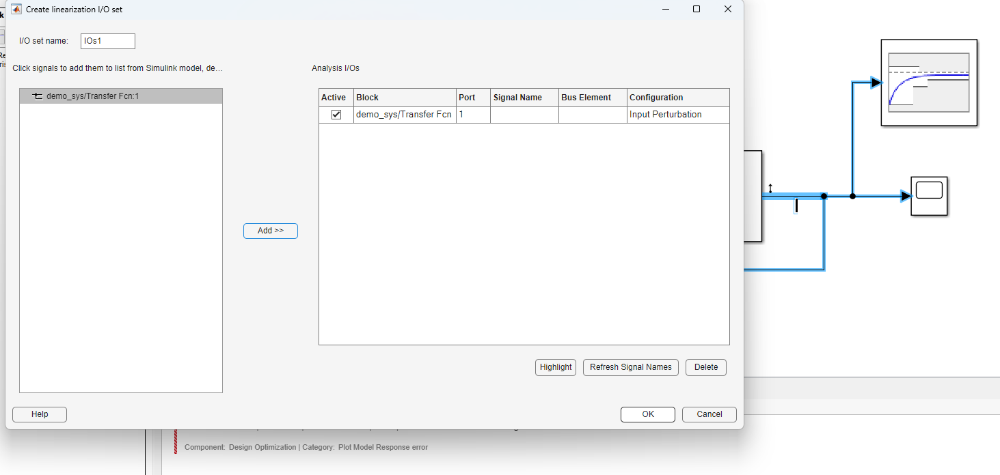 Create linearization I/O set
I/O set name: IOs1
Click signals to add them to list from Simulink model, de...
demo_sys/Transfer Fcn:1
Add >>
Analysis I/Os
Active Block Port Signal Name Bus Element Configuration
demo_sys/Transfer Fcn 1 Input Perturbation
Highlight Refresh Signal Names Delete
Help OK Cancel
Component: Design Optimization | Category: Plot Model Response error